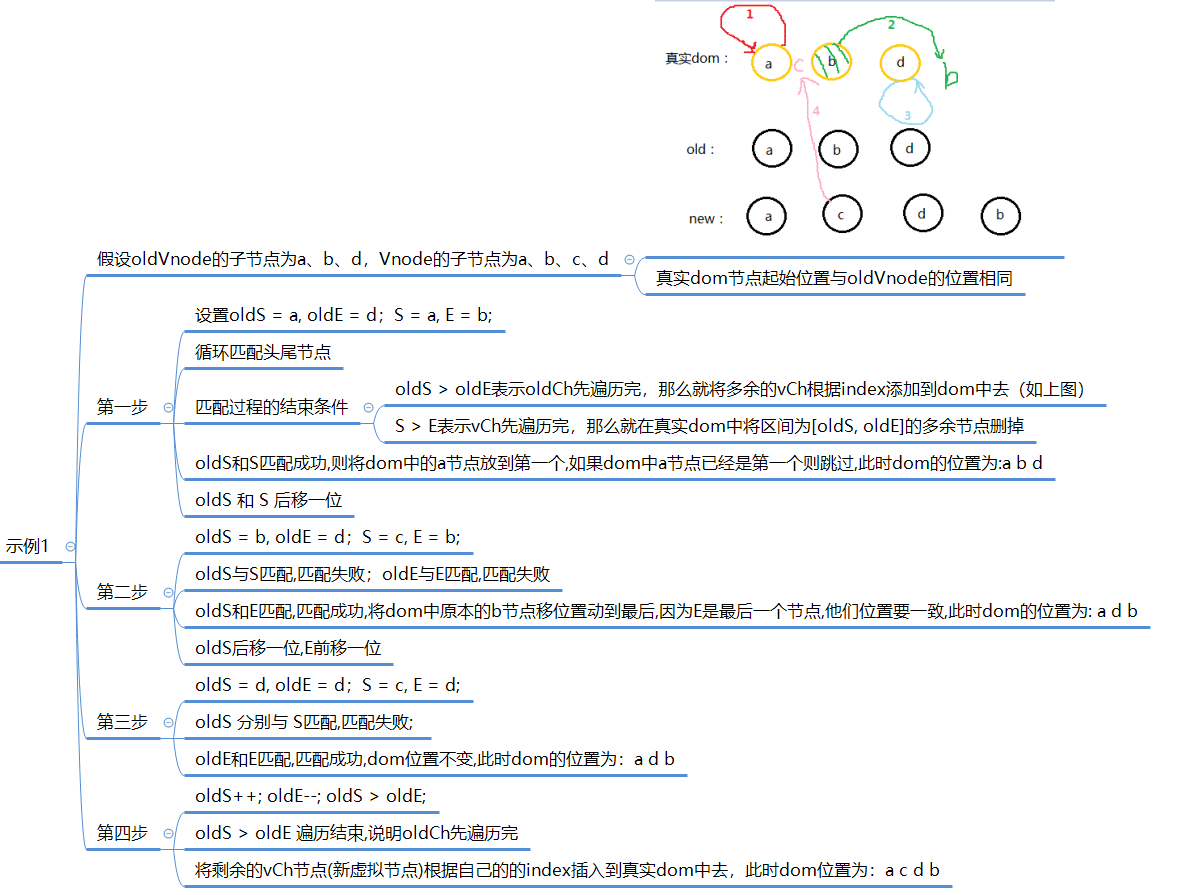 1
2
真实dom：
a
c
b
d
b
3
4
old：
a
b
d
new：
a
c
d
b
假设oldVnode的子节点为a、b、d，Vnode的子节点为a、b、c、d
真实dom节点起始位置与oldVnode的位置相同
设置oldS = a, oldE = d；S = a, E = b;
循环匹配头尾节点
第一步
匹配过程的结束条件
oldS > oldE表示oldCh先遍历完，那么就将多余的vCh根据index添加到dom中去（如上图）
S > E表示vCh先遍历完，那么就在真实dom中将区间为[oldS, oldE]的多余节点删掉
oldS和S匹配成功,则将dom中的a节点放到第一个,如果dom中a节点已经是第一个则跳过,此时dom的位置为:a b d
oldS 和 S 后移一位
示例1
第二步
oldS = b, oldE = d；S = c, E = b;
oldS与S匹配,匹配失败；oldE与E匹配,匹配失败
oldS和E匹配,匹配成功,将dom中原本的b节点移位置动到最后,因为E是最后一个节点,他们位置要一致,此时dom的位置为: a d b
oldS后移一位,E前移一位
第三步
oldS = d, oldE = d；S = c, E = d;
oldS 分别与 S匹配,匹配失败;
oldE和E匹配,匹配成功,dom位置不变,此时dom的位置为：a d b
第四步
oldS++; oldE--; oldS > oldE;
oldS > oldE 遍历结束,说明oldCh先遍历完
将剩余的vCh节点(新虚拟节点)根据自己的的index插入到真实dom中去，此时dom位置为：a c d b